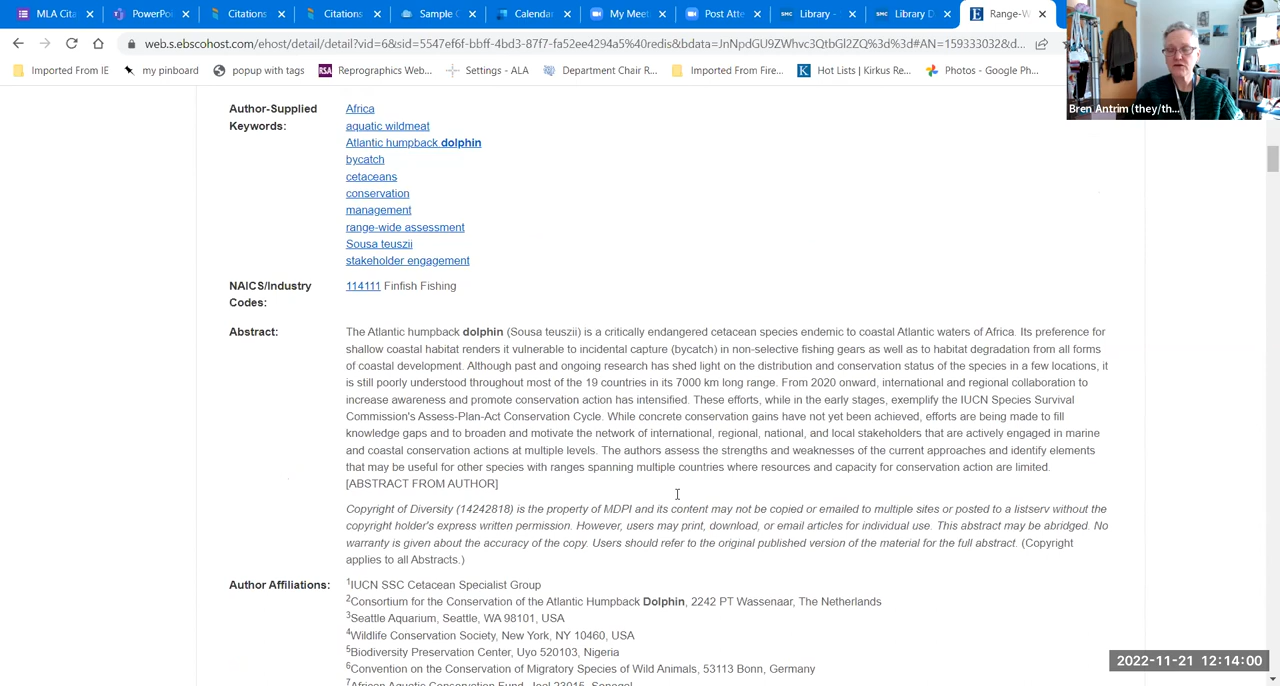 MLA Cita
PowerPoi
Citations
Citations
Sample C
Calendar
My Meet
Post Atte
Library -
Library D
Range-W
web.s.ebscohost.com/ehost/detail/detail?vid=6&sid=5547ef6f-bbff-4bd3-87f7-fa52ee4294a5%40redis&bdata=JnNpdGU9ZWhvc3QtbGl2ZQ%3d%3d#AN=159333032&d...
Imported From IE
my pinboard
popup with tags
Reprographics Web...
Settings - ALA
Department Chair R...
Imported From Fire...
Hot Lists | Kirkus Re...
Photos - Google Ph...
Bren Antrim (they/th...
Author-Supplied Keywords:
Africa
aquatic wildmeat
Atlantic humpback dolphin
bycatch
cetaceans
conservation
management
range-wide assessment
Sousa teuszii
stakeholder engagement
NAICS/Industry Codes:
114111 Finfish Fishing
Abstract:
The Atlantic humpback dolphin (Sousa teuszii) is a critically endangered cetacean species endemic to coastal Atlantic waters of Africa. Its preference for
shallow coastal habitat renders it vulnerable to incidental capture (bycatch) in non-selective fishing gears as well as to habitat degradation from all forms
of coastal development. Although past and ongoing research has shed light on the distribution and conservation status of the species in a few locations, it
is still poorly understood throughout most of the 19 countries in its 7000 km long range. From 2020 onward, international and regional collaboration to
increase awareness and promote conservation action has intensified. These efforts, while in the early stages, exemplify the IUCN Species Survival
Commission's Assess-Plan-Act Conservation Cycle. While concrete conservation gains have not yet been achieved, efforts are being made to fill
knowledge gaps and to broaden and motivate the network of international, regional, national, and local stakeholders that are actively engaged in marine
and coastal conservation actions at multiple levels. The authors assess the strengths and weaknesses of the current approaches and identify elements
that may be useful for other species with ranges spanning multiple countries where resources and capacity for conservation action are limited.
[ABSTRACT FROM AUTHOR]
Copyright of Diversity (14242818) is the property of MDPI and its content may not be copied or emailed to multiple sites or posted to a listserv without the
copyright holder's express written permission. However, users may print, download, or email articles for individual use. This abstract may be abridged. No
warranty is given about the accuracy of the copy. Users should refer to the original published version of the material for the full abstract. (Copyright
applies to all Abstracts.)
Author Affiliations:
1IUCN SSC Cetacean Specialist Group
2Consortium for the Conservation of the Atlantic Humpback Dolphin, 2242 PT Wassenaar, The Netherlands
3Seattle Aquarium, Seattle, WA 98101, USA
4Wildlife Conservation Society, New York, NY 10460, USA
5Biodiversity Preservation Center, Uyo 520103, Nigeria
6Convention on the Conservation of Migratory Species of Wild Animals, 53113 Bonn, Germany
7African Aquatic Conservation Fund, Joal 23015, Senegal
2022-11-21 12:14:00